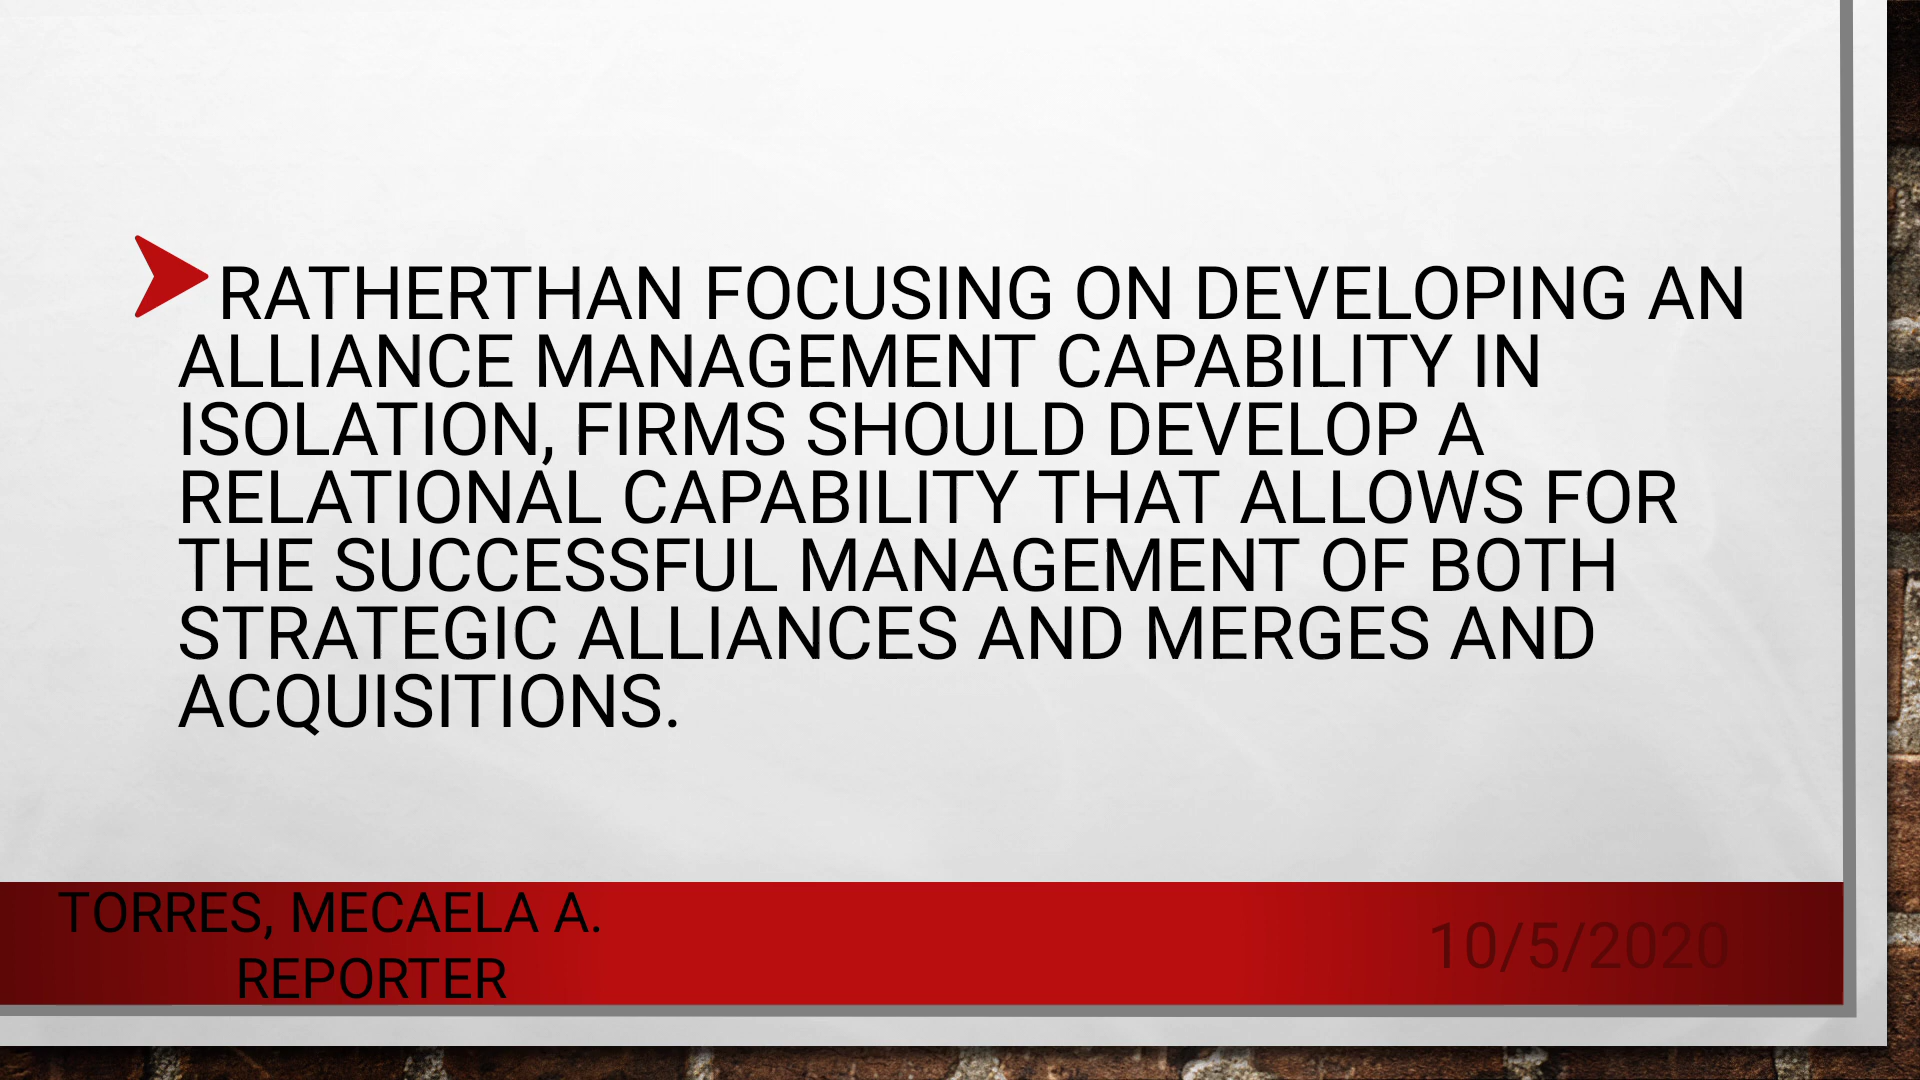 RATHERTHAN FOCUSING ON DEVELOPING AN
ALLIANCE MANAGEMENT CAPABILITY IN
ISOLATION, FIRMS SHOULD DEVELOP A
RELATIONAL CAPABILITY THAT ALLOWS FOR
THE SUCCESSFUL MANAGEMENT OF BOTH
STRATEGIC ALLIANCES AND MERGES AND
ACQUISITIONS.
TORRES, MECAELA A.
REPORTER
10/5/2020